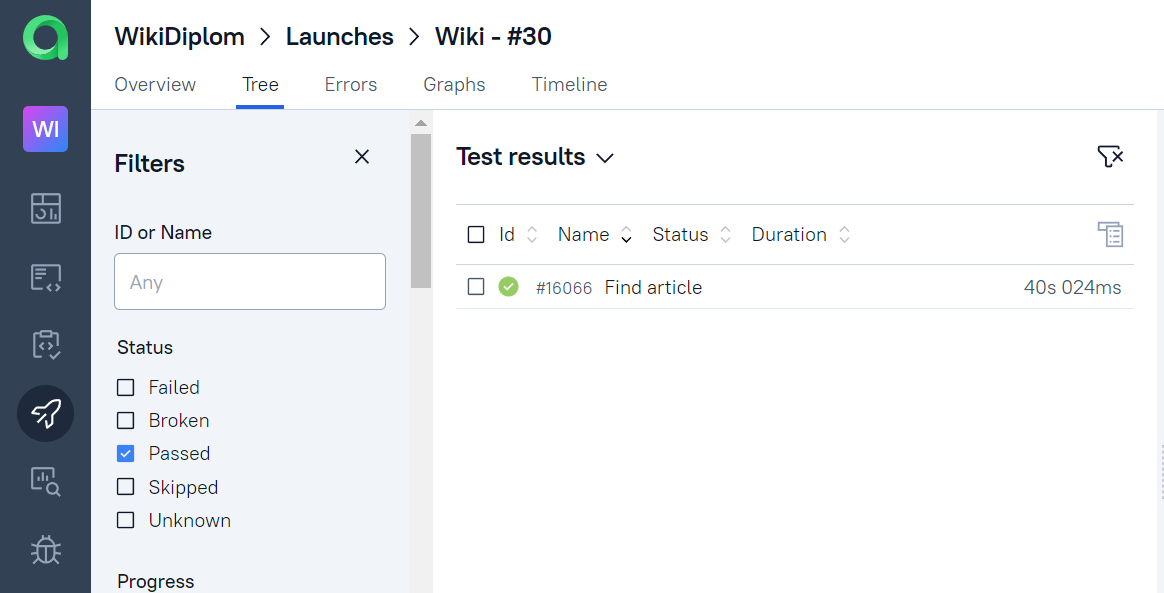 WikiDiplom > Launches > Wiki - #30
Overview Tree Errors Graphs Timeline
WI
Filters
ID or Name
Any
Status
Failed
Broken
Passed
Skipped
Unknown
Progress
Test results
Id Name Status Duration
#16066 Find article 40s 024ms